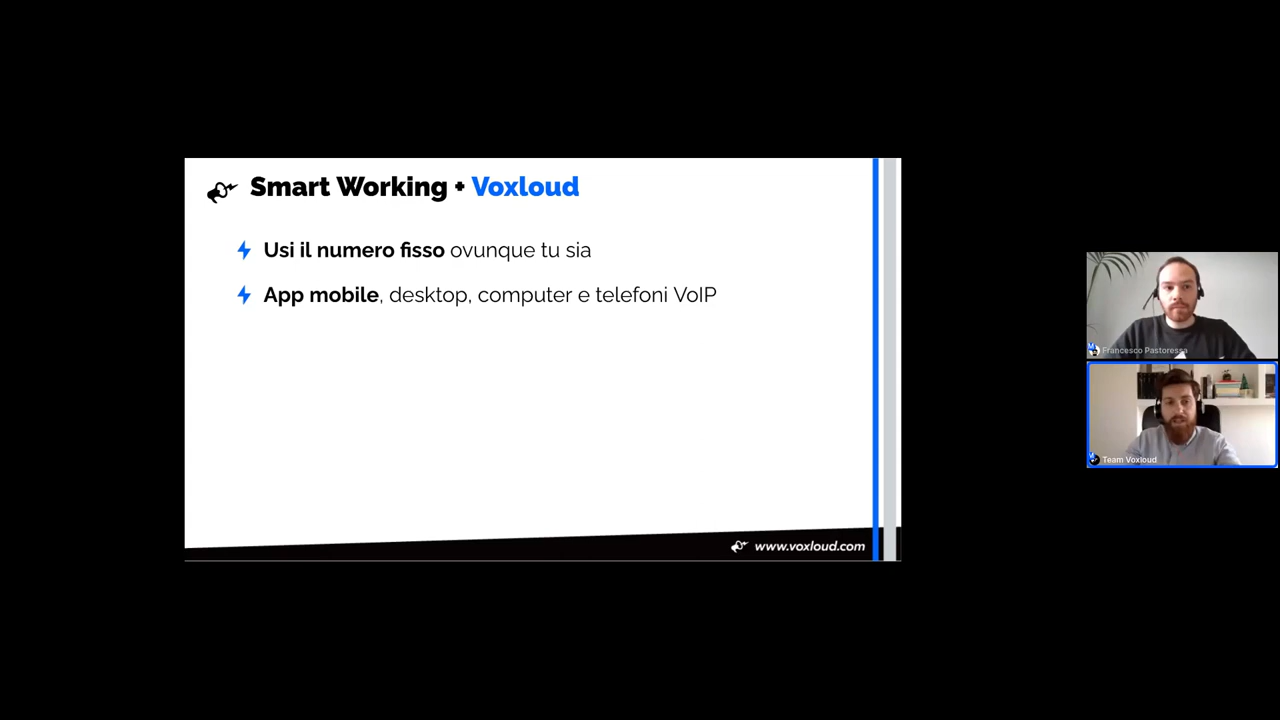 Smart Working + Voxloud
Usi il numero fisso ovunque tu sia
App mobile, desktop, computer e telefoni VoIP
www.voxloud.com
Francesco Pastoressa
Team Voxloud